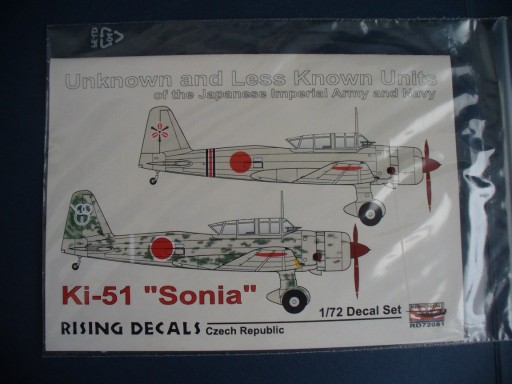 Unknown and Less Known Units
of the Japanese Imperial Army and Navy
Ki-51 "Sonia"
1/72 Decal Set
RISING DECALS Czech Republic
RD72081